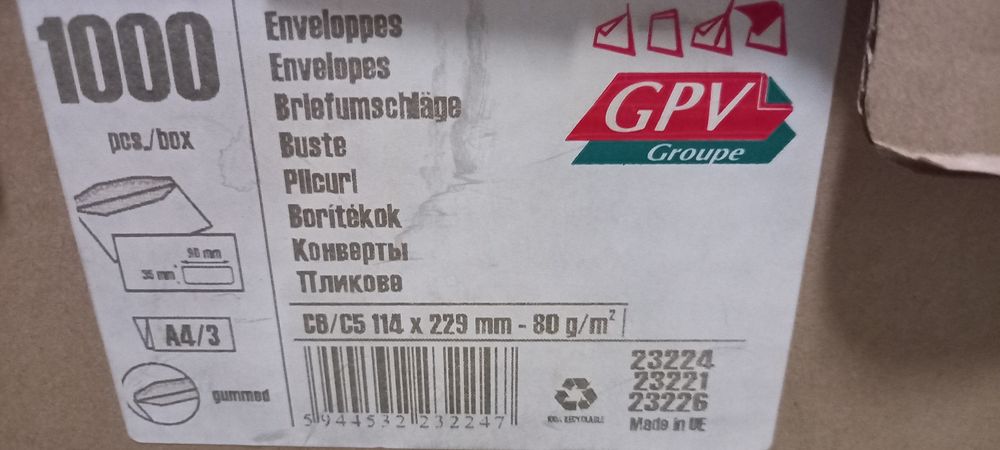 1000
pcs./box
90 mm
35 mm
A4/3
gummed
Enveloppes
Envelopes
Briefumschläge
Buste
Plicuri
Borítékok
Конверты
Пликове
C6/C5 114 x 229 mm - 80 g/m²
5 944532 232247
GPV
Groupe
100% RECYCLABLE
23224
23221
23226
Made in UE